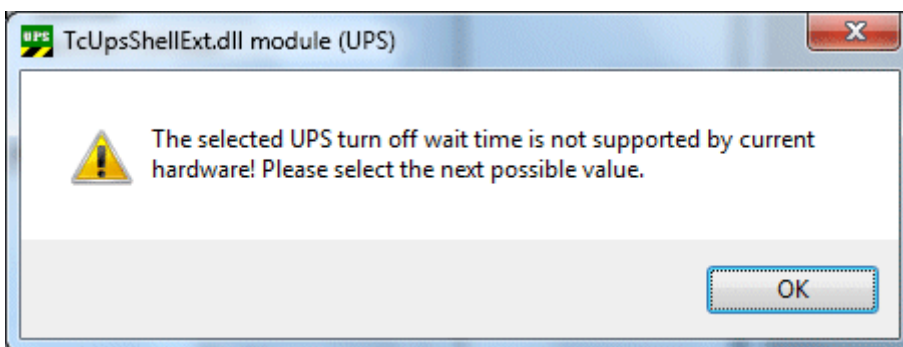 UPS TcUpsShellExt.dll module (UPS)
The selected UPS turn off wait time is not supported by current
hardware! Please select the next possible value.
OK